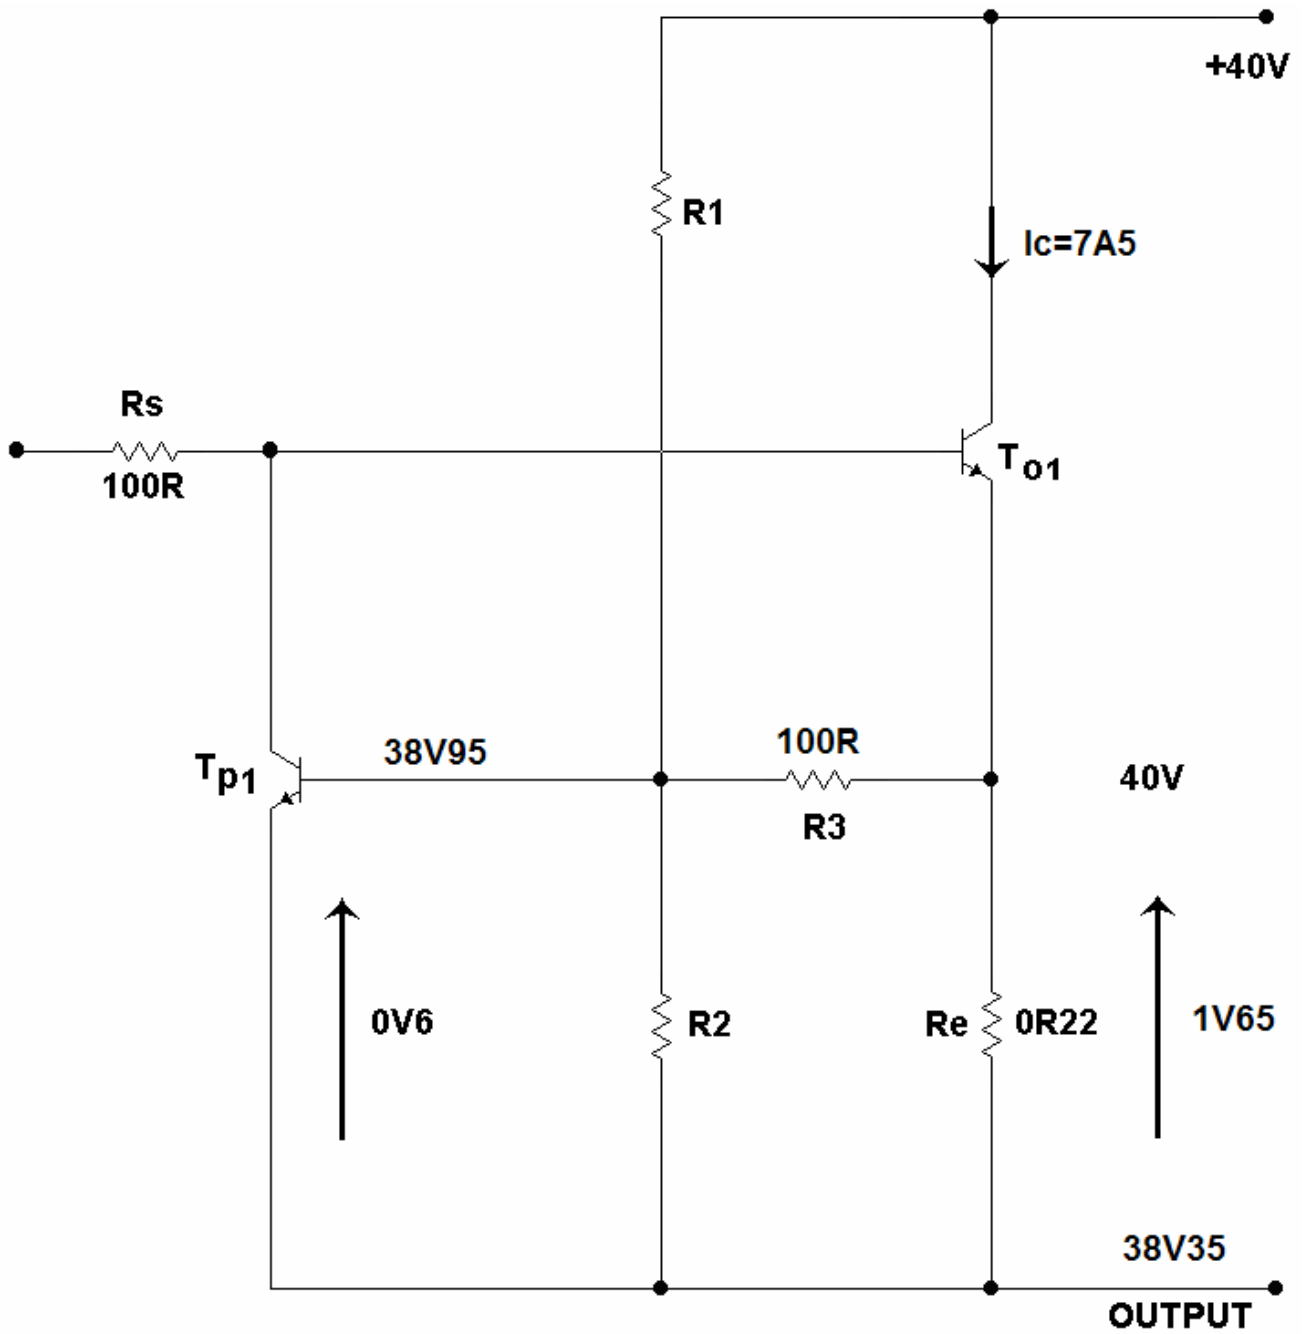 +40V
R1
Ic=7A5
Rs
100R
To1
38V95
100R
Tp1
40V
R3
0V6
R2
Re
0R22
1V65
38V35
OUTPUT